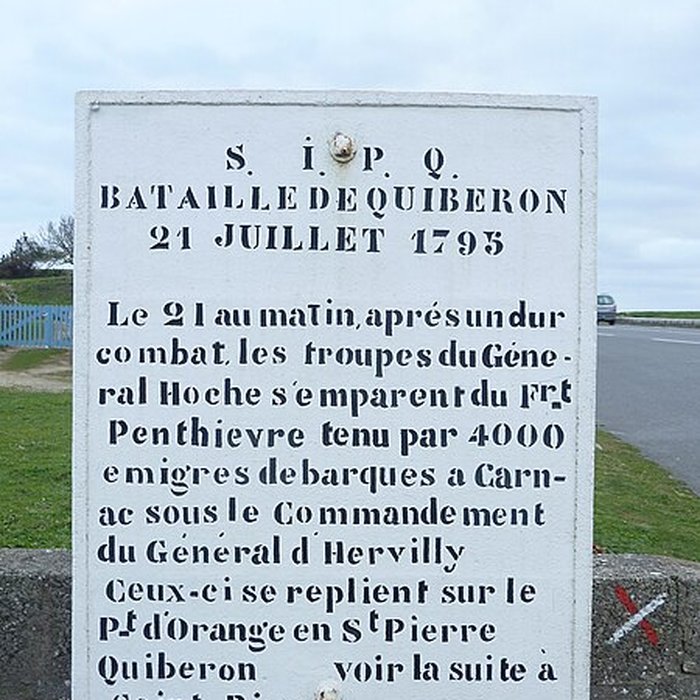 S. I. P. Q.
BATAILLE DE QUIBERON
21 JUILLET 1795
Le 21 au matin, aprés un dur
combat, les troupes du Géne-
ral Hoche s'emparent du Frt
Penthievre tenu par 4000
emigres debarques a Carn-
ac sous le Commandement
du Général d'Hervilly
Ceux-ci se replient sur le
Pt d'Orange en St Pierre
Quiberon voir la suite à